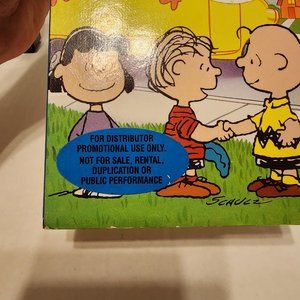 FOR DISTRIBUTOR
PROMOTIONAL USE ONLY.
NOT FOR SALE, RENTAL,
DUPLICATION OR
PUBLIC PERFORMANCE
SCHULZ